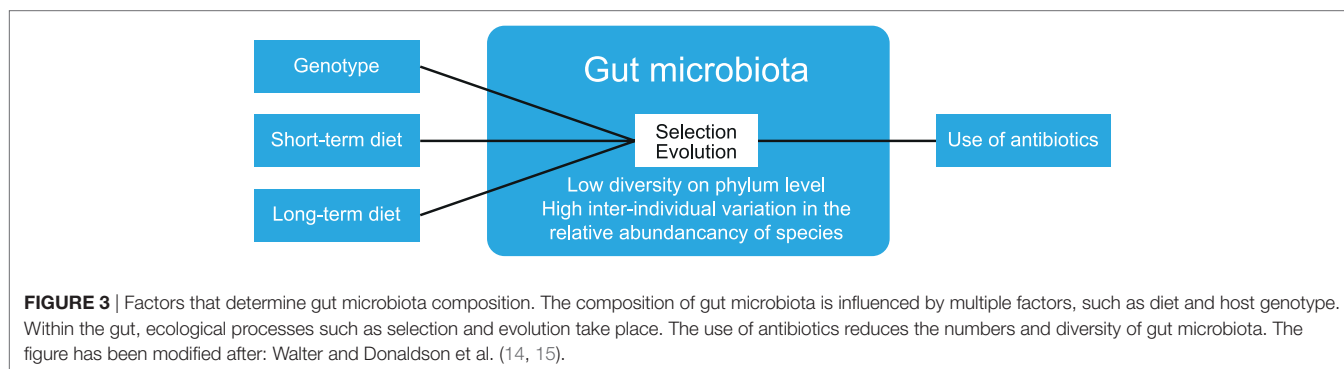 Genotype
Short-term diet
Long-term diet
Gut microbiota
Selection
Evolution
Low diversity on phylum level
High inter-individual variation in the
relative abundancancy of species
Use of antibiotics
FIGURE 3 | Factors that determine gut microbiota composition. The composition of gut microbiota is influenced by multiple factors, such as diet and host genotype.
Within the gut, ecological processes such as selection and evolution take place. The use of antibiotics reduces the numbers and diversity of gut microbiota. The
figure has been modified after: Walter and Donaldson et al. (14, 15).